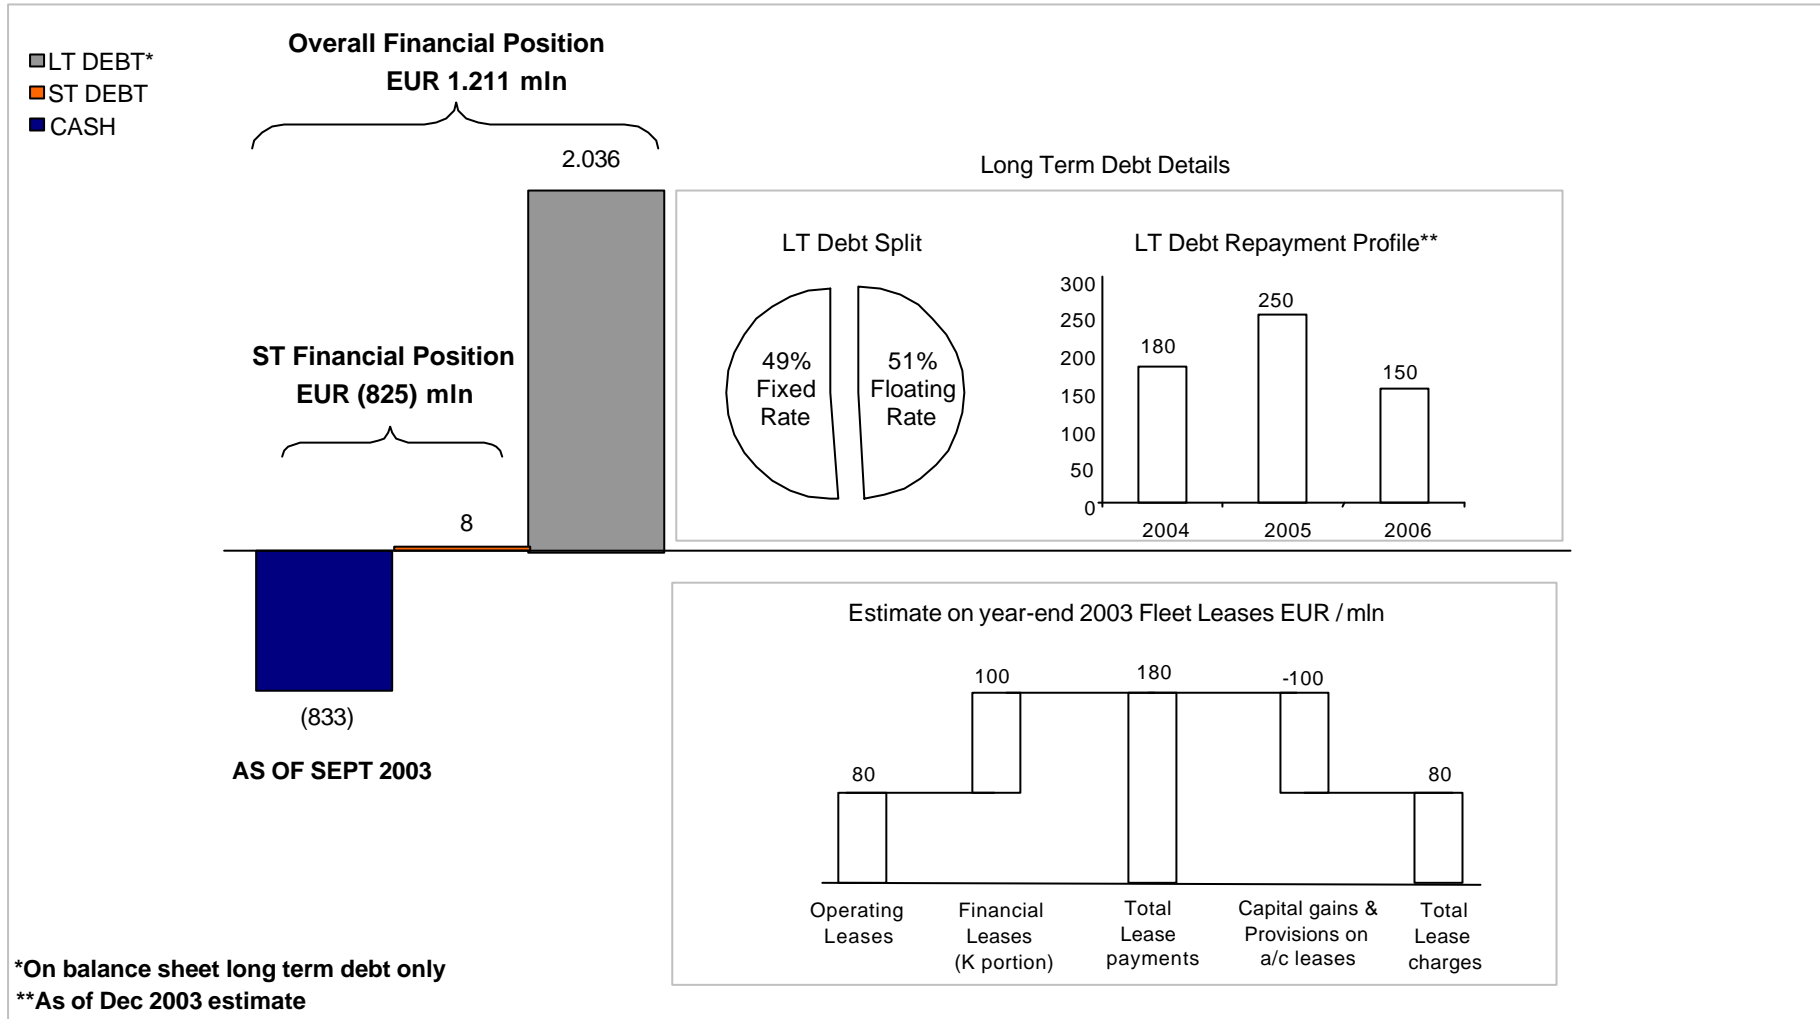 Overall Financial Position
EUR 1.211 mln
LT DEBT*
ST DEBT
CASH
2.036
ST Financial Position
EUR (825) mln
8
(833)
AS OF SEPT 2003
Long Term Debt Details
LT Debt Split
49%
Fixed
Rate
51%
Floating
Rate
LT Debt Repayment Profile**
300
250
200
150
100
50
0
180
250
150
2004
2005
2006
Estimate on year-end 2003 Fleet Leases EUR / mln
80
100
180
-100
80
Operating
Leases
Financial
Leases
(K portion)
Total
Lease
payments
Capital gains &
Provisions on
a/c leases
Total
Lease
charges
*On balance sheet long term debt only
**As of Dec 2003 estimate